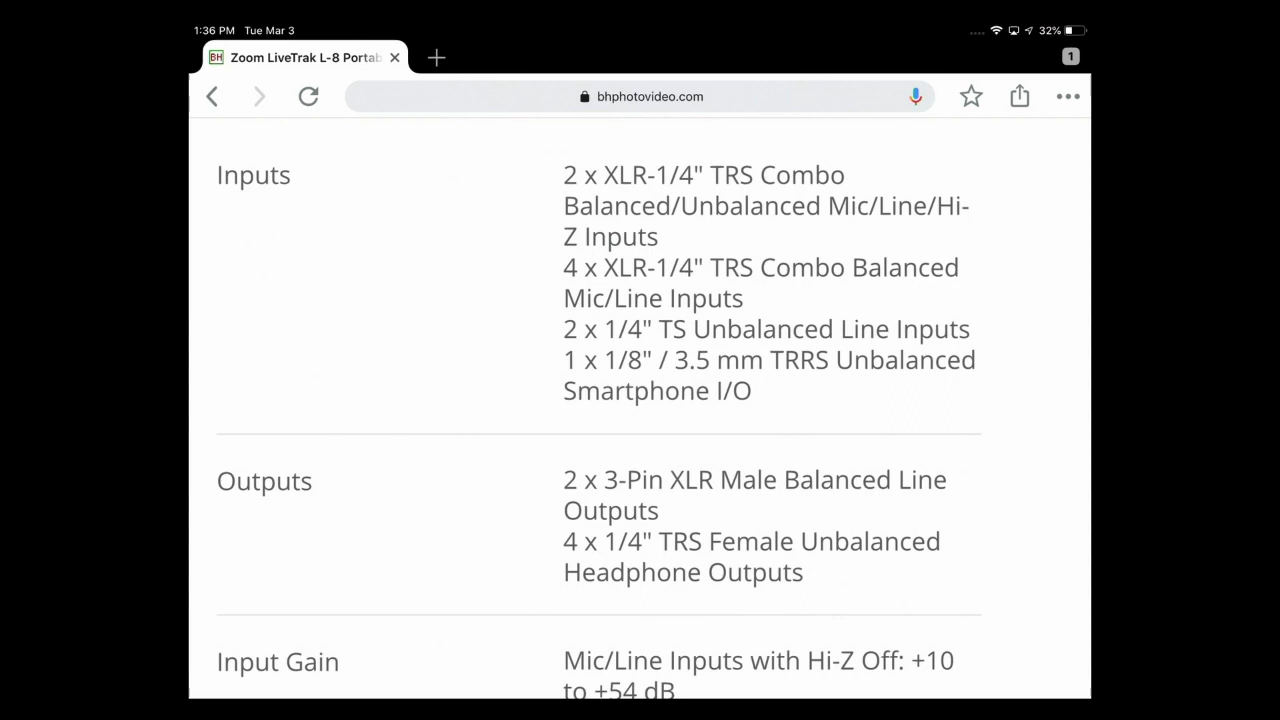 1:36 PM Tue Mar 3
32%
BH Zoom LiveTrak L-8 Portab
1
bhphotovideo.com
Inputs
2 x XLR-1/4" TRS Combo
Balanced/Unbalanced Mic/Line/Hi-
Z Inputs
4 x XLR-1/4" TRS Combo Balanced
Mic/Line Inputs
2 x 1/4" TS Unbalanced Line Inputs
1 x 1/8" / 3.5 mm TRRS Unbalanced
Smartphone I/O
Outputs
2 x 3-Pin XLR Male Balanced Line
Outputs
4 x 1/4" TRS Female Unbalanced
Headphone Outputs
Input Gain
Mic/Line Inputs with Hi-Z Off: +10
to +54 dB